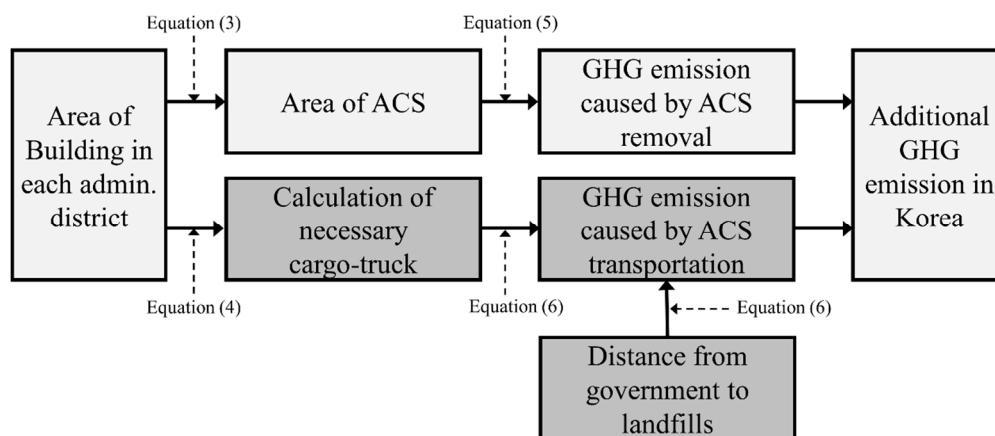 Equation (3)
Equation (5)
Area of
Building in
each admin.
district
Area of ACS
GHG emission
caused by ACS
removal
Additional
GHG
emission in
Korea
Calculation of
necessary
cargo-truck
GHG emission
caused by ACS
transportation
Equation (4)
Equation (6)
Equation (6)
Distance from
government to
landfills